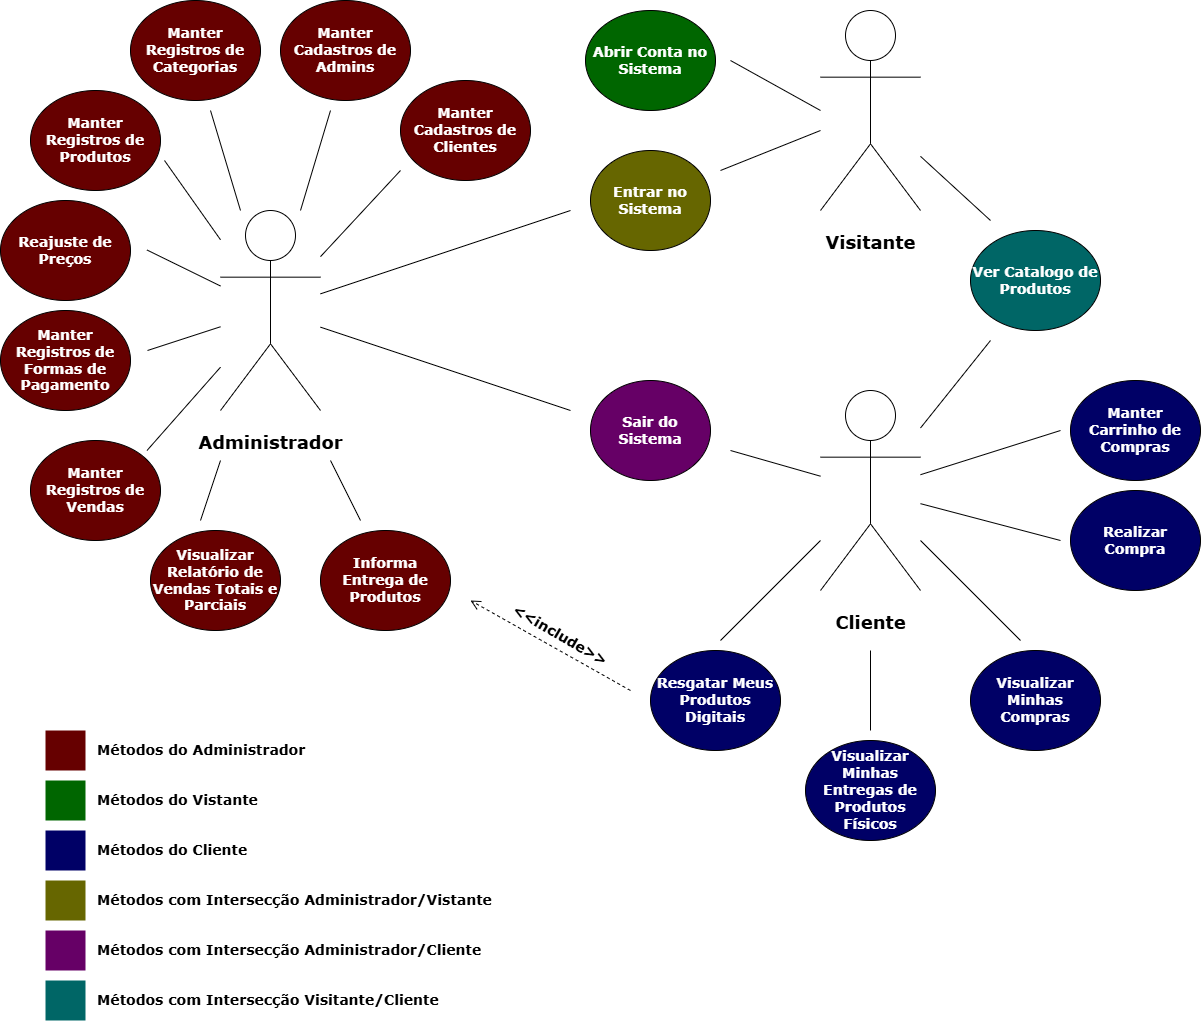 Manter
Registros de
Categorias
Manter
Cadastros de
Admins
Manter
Cadastros de
Clientes
Manter
Registros de
Produtos
Reajuste de
Preços
Manter
Registros de
Formas de
Pagamento
Manter
Registros de
Vendas
Administrador
Visualizar
Relatório de
Vendas Totais e
Parciais
Informa
Entrega de
Produtos
Abrir Conta no
Sistema
Entrar no
Sistema
Visitante
Ver Catalogo de
Produtos
Sair do
Sistema
Manter
Carrinho de
Compras
Realizar
Compra
Cliente
<<include>>
Resgatar Meus
Produtos
Digitais
Visualizar
Minhas
Entregas de
Produtos
Físicos
Visualizar
Minhas
Compras
Métodos do Administrador
Métodos do Vistante
Métodos do Cliente
Métodos com Intersecção Administrador/Vistante
Métodos com Intersecção Administrador/Cliente
Métodos com Intersecção Visitante/Cliente